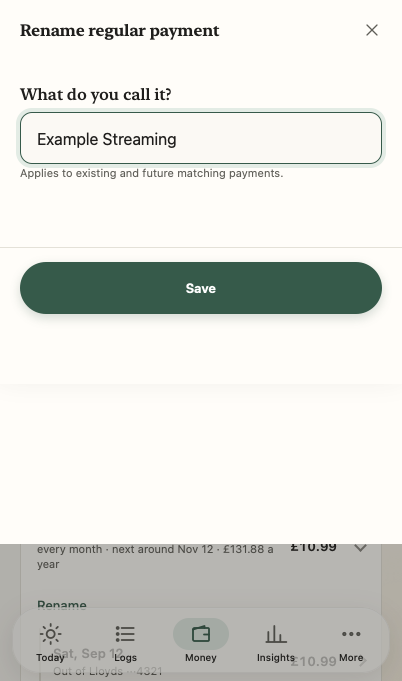 Rename regular payment
What do you call it?
Example Streaming
Applies to existing and future matching payments.
Save
every month · next around Nov 12 · £131.88 a
year
£10.99
Rename
Sat, Sep 12
Out of Lloyds · 4321
£10.99
Today
Logs
Money
Insights
More